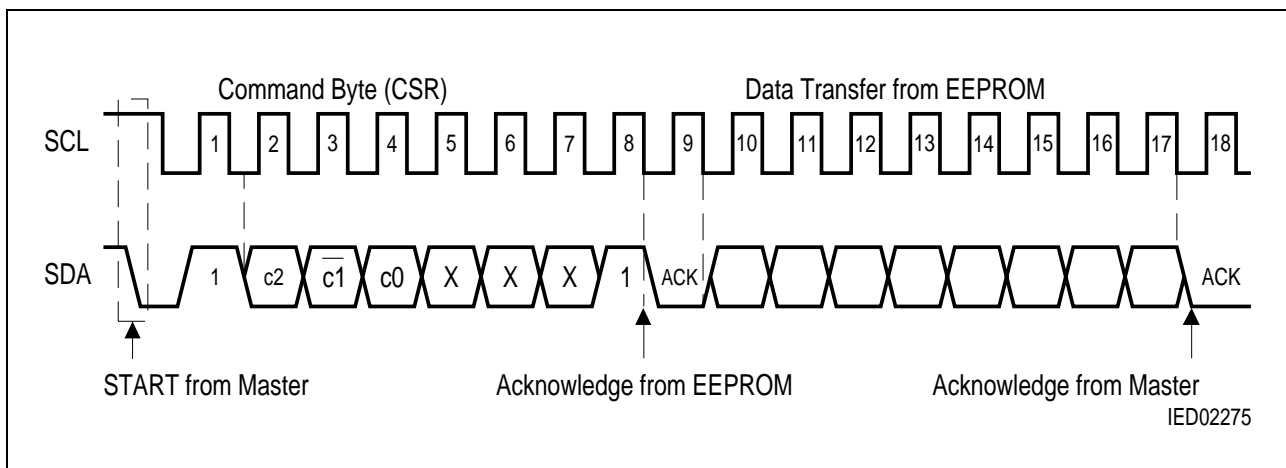 Command Byte (CSR) Data Transfer from EEPROM
SCL 1 2 3 4 5 6 7 8 9 10 11 12 13 14 15 16 17 18
SDA 1 c2 c̅1̅ c0 X X X 1 ACK ACK
START from Master Acknowledge from EEPROM Acknowledge from Master
IED02275